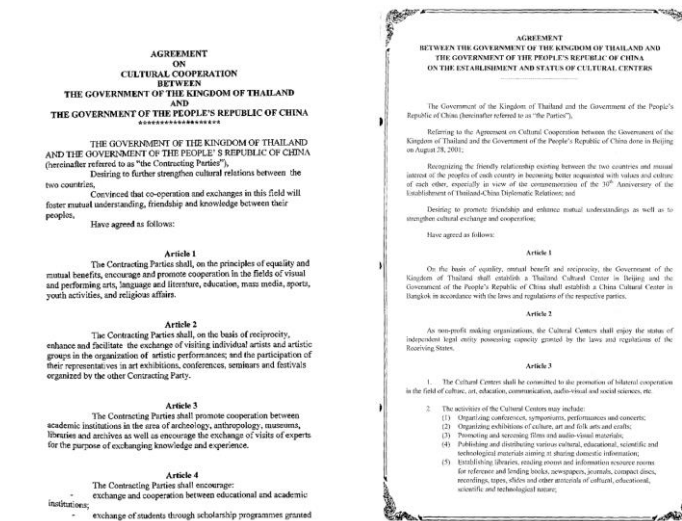 AGREEMENT
ON
CULTURAL COOPERATION
BETWEEN
THE GOVERNMENT OF THE KINGDOM OF THAILAND
AND
THE GOVERNMENT OF THE PEOPLE'S REPUBLIC OF CHINA
********************
THE GOVERNMENT OF THE KINGDOM OF THAILAND
AND THE GOVERNMENT OF THE PEOPLE' S REPUBLIC OF CHINA
(hereinafter referred to as "the Contracting Parties"),
Desiring to further strengthen cultural relations between the
two countries,
Convinced that co-operation and exchanges in this field will
foster mutual understanding, friendship and knowledge between their
peoples,
Have agreed as follows:
Article 1
The Contracting Parties shall, on the principles of equality and
mutual benefits, encourage and promote cooperation in the fields of visual
and performing arts, language and literature, education, mass media, sports,
youth activities, and religious affairs.
Article 2
The Contracting Parties shall, on the basis of reciprocity,
enhance and facilitate the exchange of visiting individual artists and artistic
groups in the organization of artistic performances; and the participation of
their representatives in art exhibitions, conferences, seminars and festivals
organized by the other Contracting Party.
Article 3
The Contracting Parties shall promote cooperation between
academic institutions in the area of archeology, anthropology, museums,
libraries and archives as well as encourage the exchange of visits of experts
for the purpose of exchanging knowledge and experience.
Article 4
The Contracting Parties shall encourage:
- exchange and cooperation between educational and academic
institutions;
- exchange of students through scholarship programmes granted
AGREEMENT
BETWEEN THE GOVERNMENT OF THE KINGDOM OF THAILAND AND
THE GOVERNMENT OF THE PEOPLE'S REPUBLIC OF CHINA
ON THE ESTABLISHMENT AND STATUS OF CULTURAL CENTERS
The Government of the Kingdom of Thailand and the Government of the People's
Republic of China (hereinafter referred to as "the Parties"),
Referring to the Agreement on Cultural Cooperation between the Government of the
Kingdom of Thailand and the Government of the People's Republic of China done in Beijing
on August 28, 2001;
Recognizing the friendly relationship existing between the two countries and mutual
interest of the peoples of each country in becoming better acquainted with values and culture
of each other, especially in view of the commemoration of the 30th Anniversary of the
Establishment of Thailand-China Diplomatic Relations; and
Desiring to promote friendship and enhance mutual understandings as well as to
strengthen cultural exchange and cooperation;
Have agreed as follows:
Article 1
On the basis of equality, mutual benefit and reciprocity, the Government of the
Kingdom of Thailand shall establish a Thailand Cultural Center in Beijing and the
Government of the People's Republic of China shall establish a China Cultural Center in
Bangkok in accordance with the laws and regulations of the respective parties.
Article 2
As non-profit making organizations, the Cultural Centers shall enjoy the status of
independent legal entity possessing capacity granted by the laws and regulations of the
Receiving States.
Article 3
1. The Cultural Centers shall be committed to the promotion of bilateral cooperation
in the field of culture, art, education, communication, audio-visual and social sciences, etc.
2. The activities of the Cultural Centers may include:
(1) Organizing conferences, symposiums, performances and concerts;
(2) Organizing exhibitions of culture, art and folk arts and crafts;
(3) Promoting and screening films and audio-visual materials;
(4) Publishing and distributing various cultural, educational, scientific and
technological materials aiming at sharing domestic information;
(5) Establishing libraries, reading rooms and information resource rooms
for reference and lending books, newspapers, journals, compact discs,
recordings, tapes, slides and other materials of cultural, educational,
scientific and technological nature;